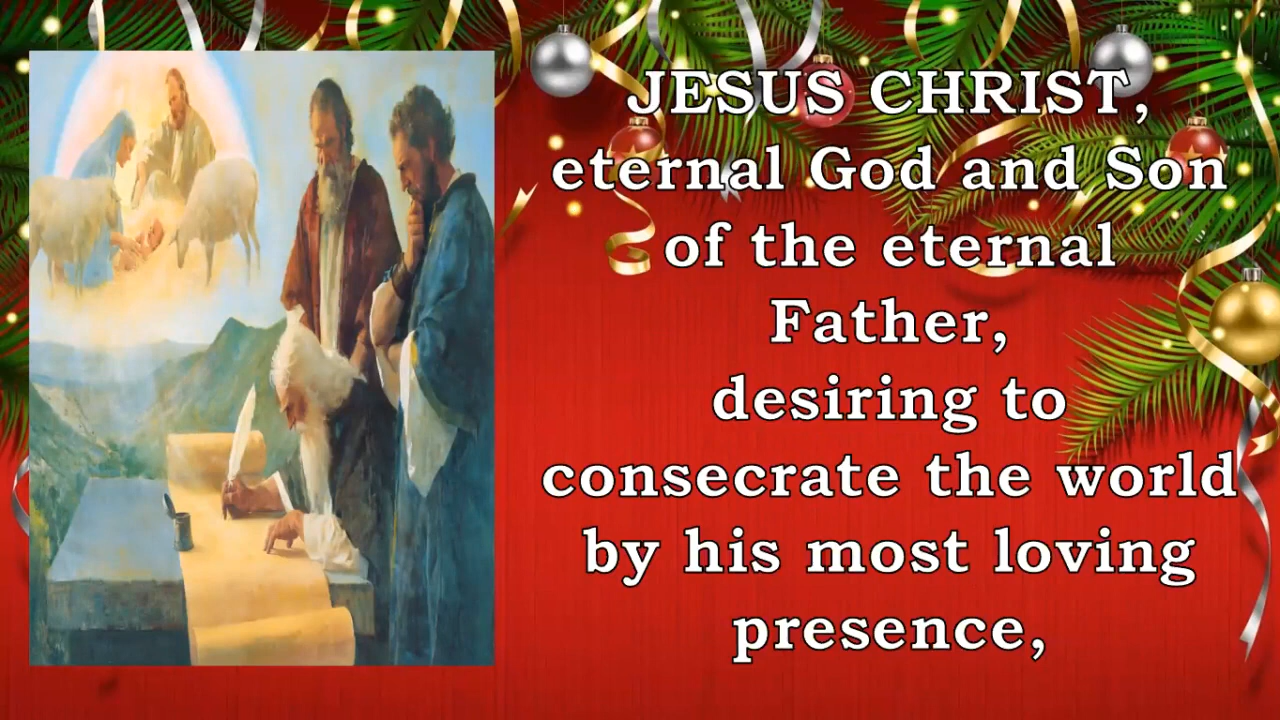 JESUS CHRIST,
eternal God and Son
of the eternal
Father,
desiring to
consecrate the world
by his most loving
presence,